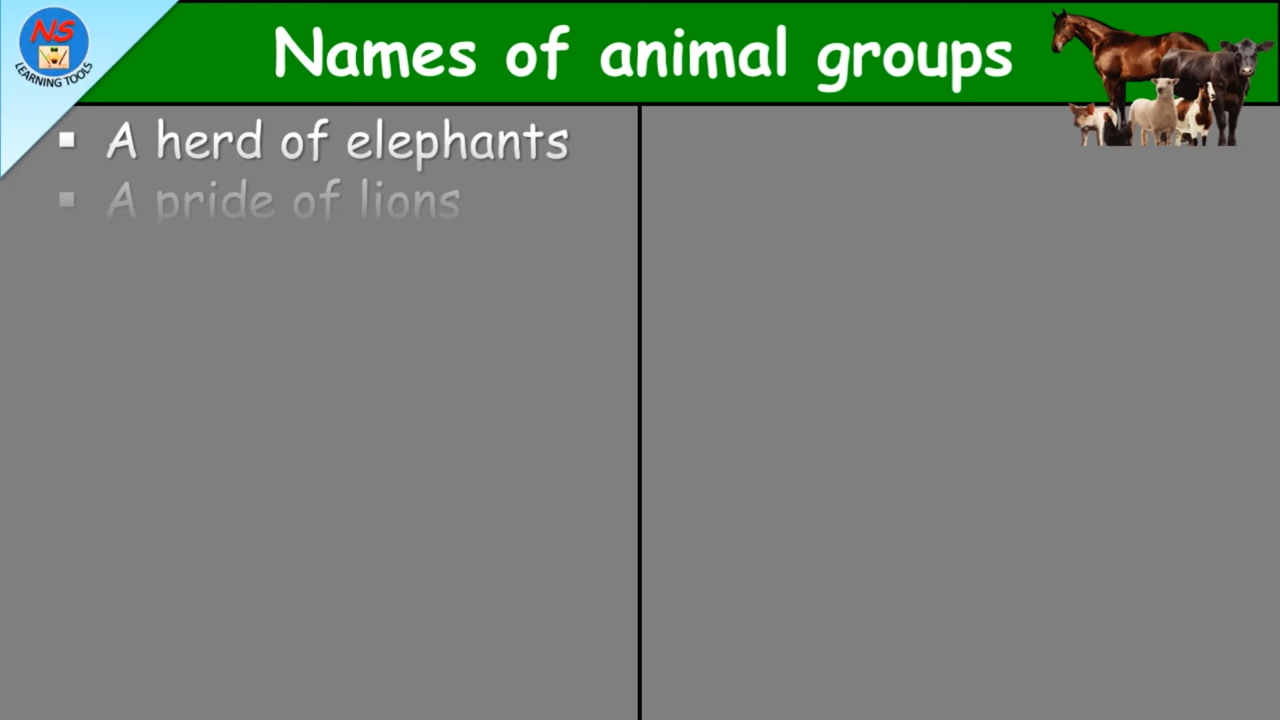 NS
LEARNING TOOLS
Names of animal groups
▪ A herd of elephants
▪ A pride of lions